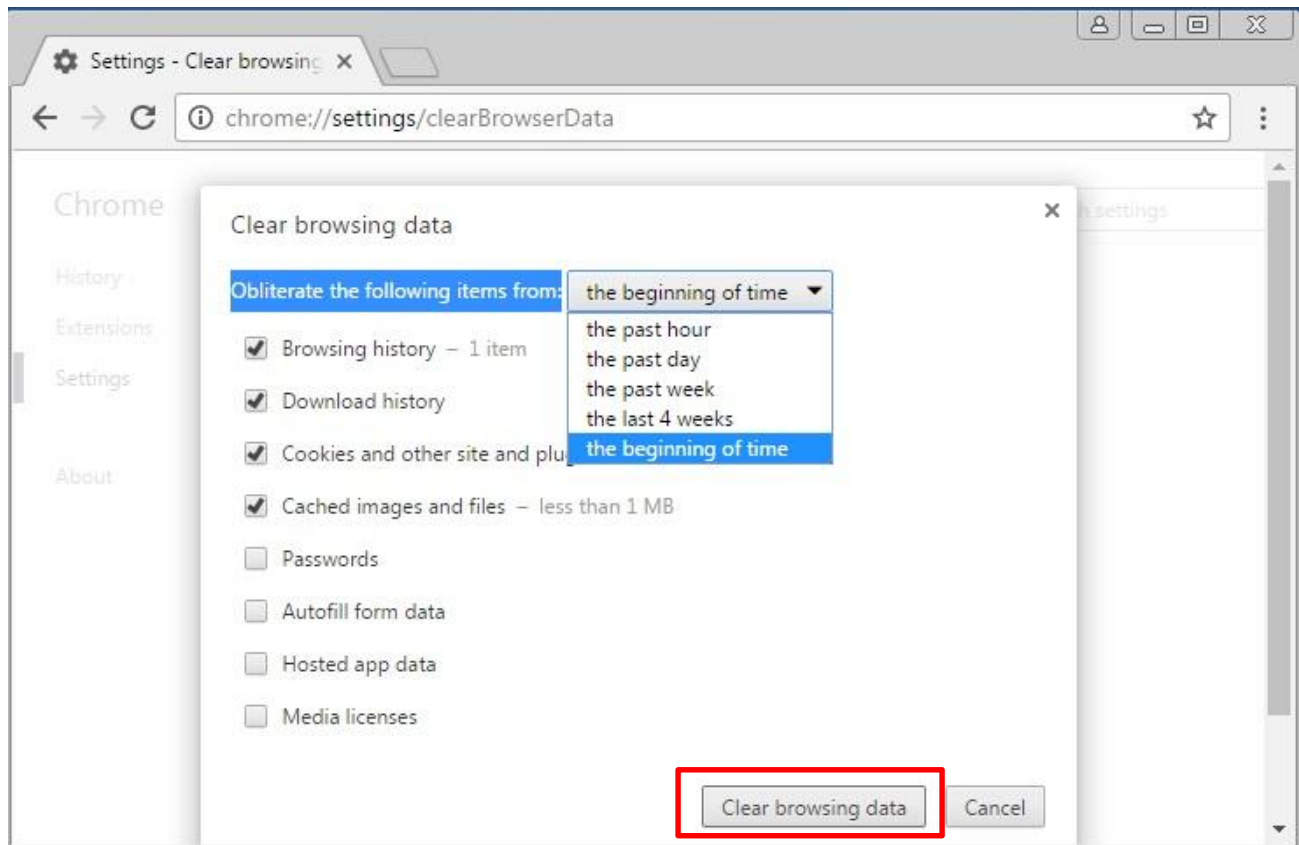 Settings - Clear browsing
chrome://settings/clearBrowserData
Chrome
h settings
Clear browsing data
History
Extensions
Settings
About
Obliterate the following items from: the beginning of time
the past hour
the past day
the past week
the last 4 weeks
the beginning of time
Browsing history – 1 item
Download history
Cookies and other site and plu
Cached images and files – less than 1 MB
Passwords
Autofill form data
Hosted app data
Media licenses
Clear browsing data Cancel